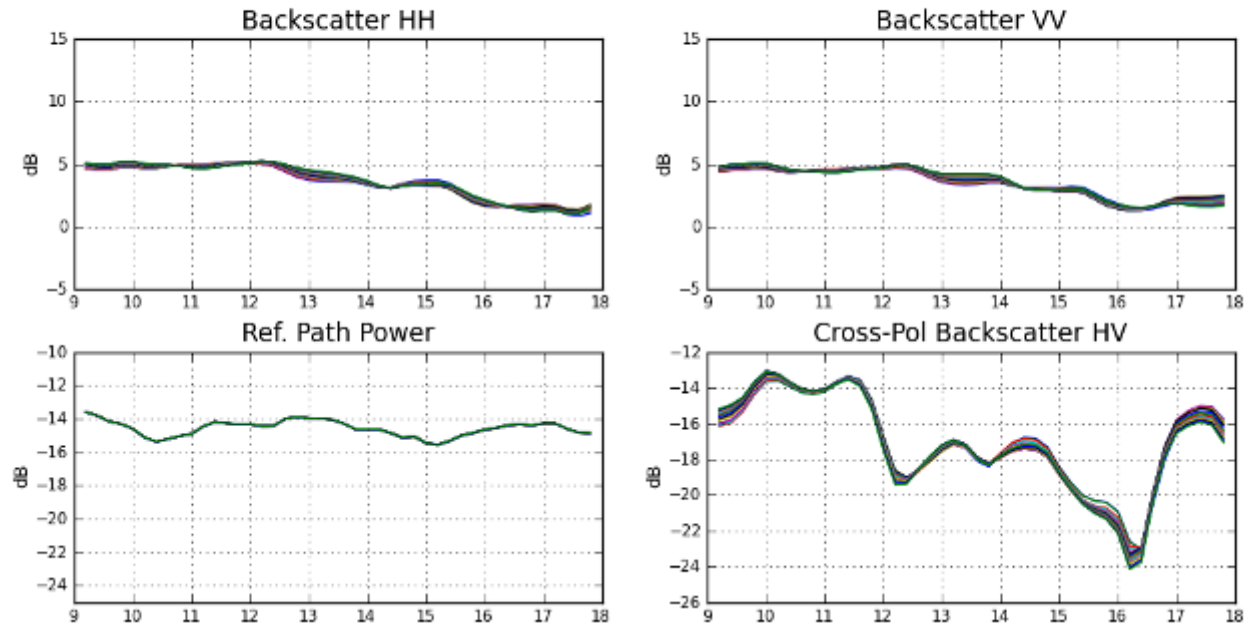 Backscatter HH
15
10
5
0
−5
dB
9 10 11 12 13 14 15 16 17 18
Backscatter VV
15
10
5
0
−5
dB
9 10 11 12 13 14 15 16 17 18
Ref. Path Power
−10
−12
−14
−16
−18
−20
−22
−24
dB
9 10 11 12 13 14 15 16 17 18
Cross-Pol Backscatter HV
−12
−14
−16
−18
−20
−22
−24
−26
dB
9 10 11 12 13 14 15 16 17 18